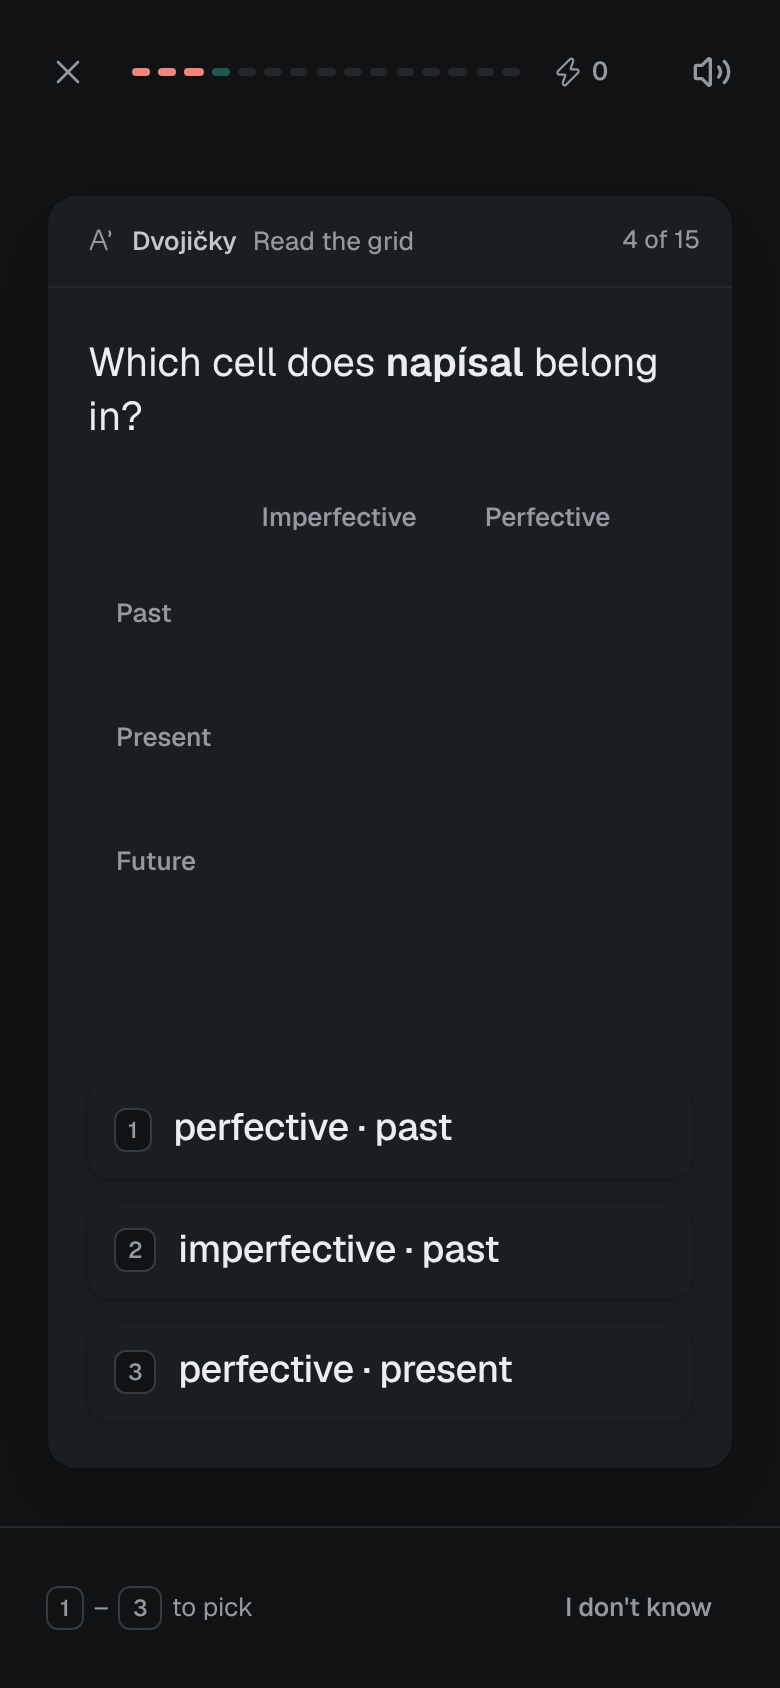 0
Dvojičky Read the grid 4 of 15
Which cell does napísal belong
in?
Imperfective Perfective
Past
Present
Future
1 perfective · past
2 imperfective · past
3 perfective · present
1 – 3 to pick I don't know